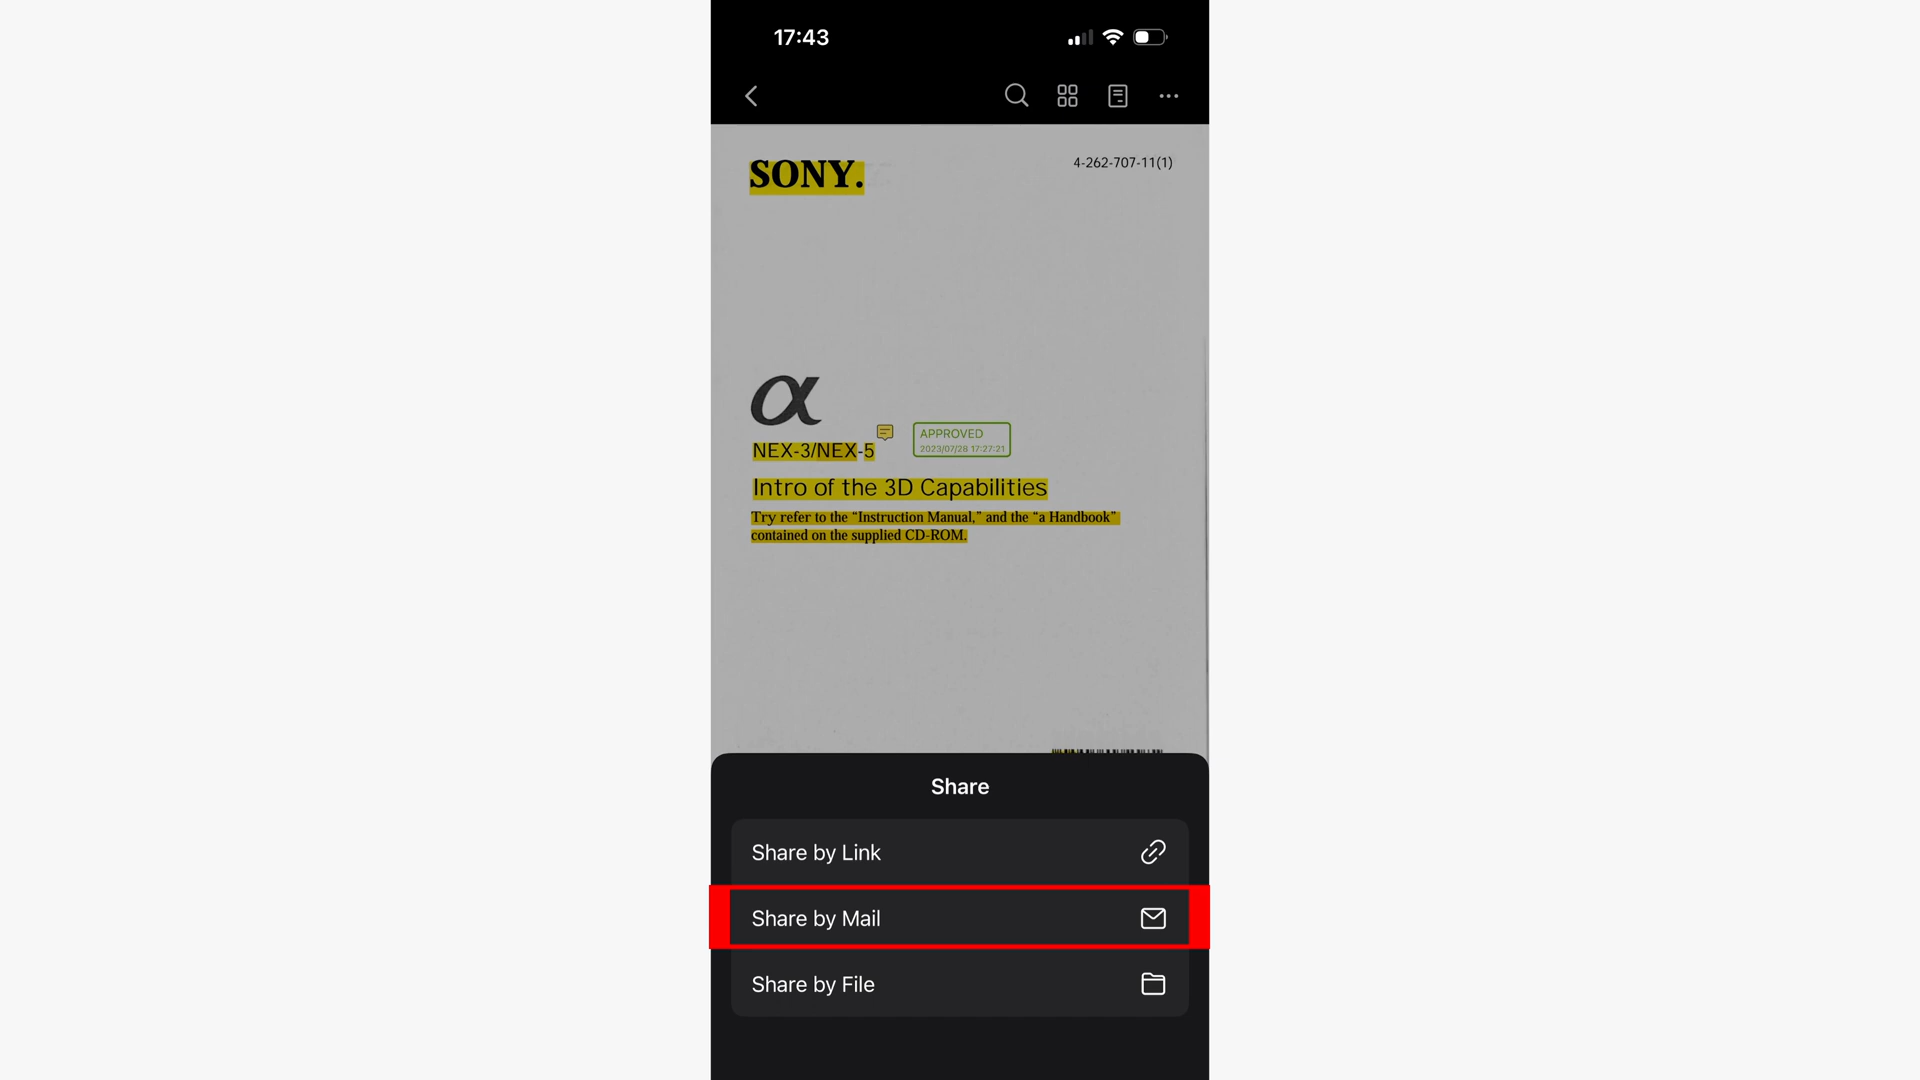 17:43
SONY.
4-262-707-11(1)
α
NEX-3/NEX-5
APPROVED
2023/07/28 17:27:21
Intro of the 3D Capabilities
Try refer to the “Instruction Manual,” and the “a Handbook”
contained on the supplied CD-ROM.
Share
Share by Link
Share by Mail
Share by File